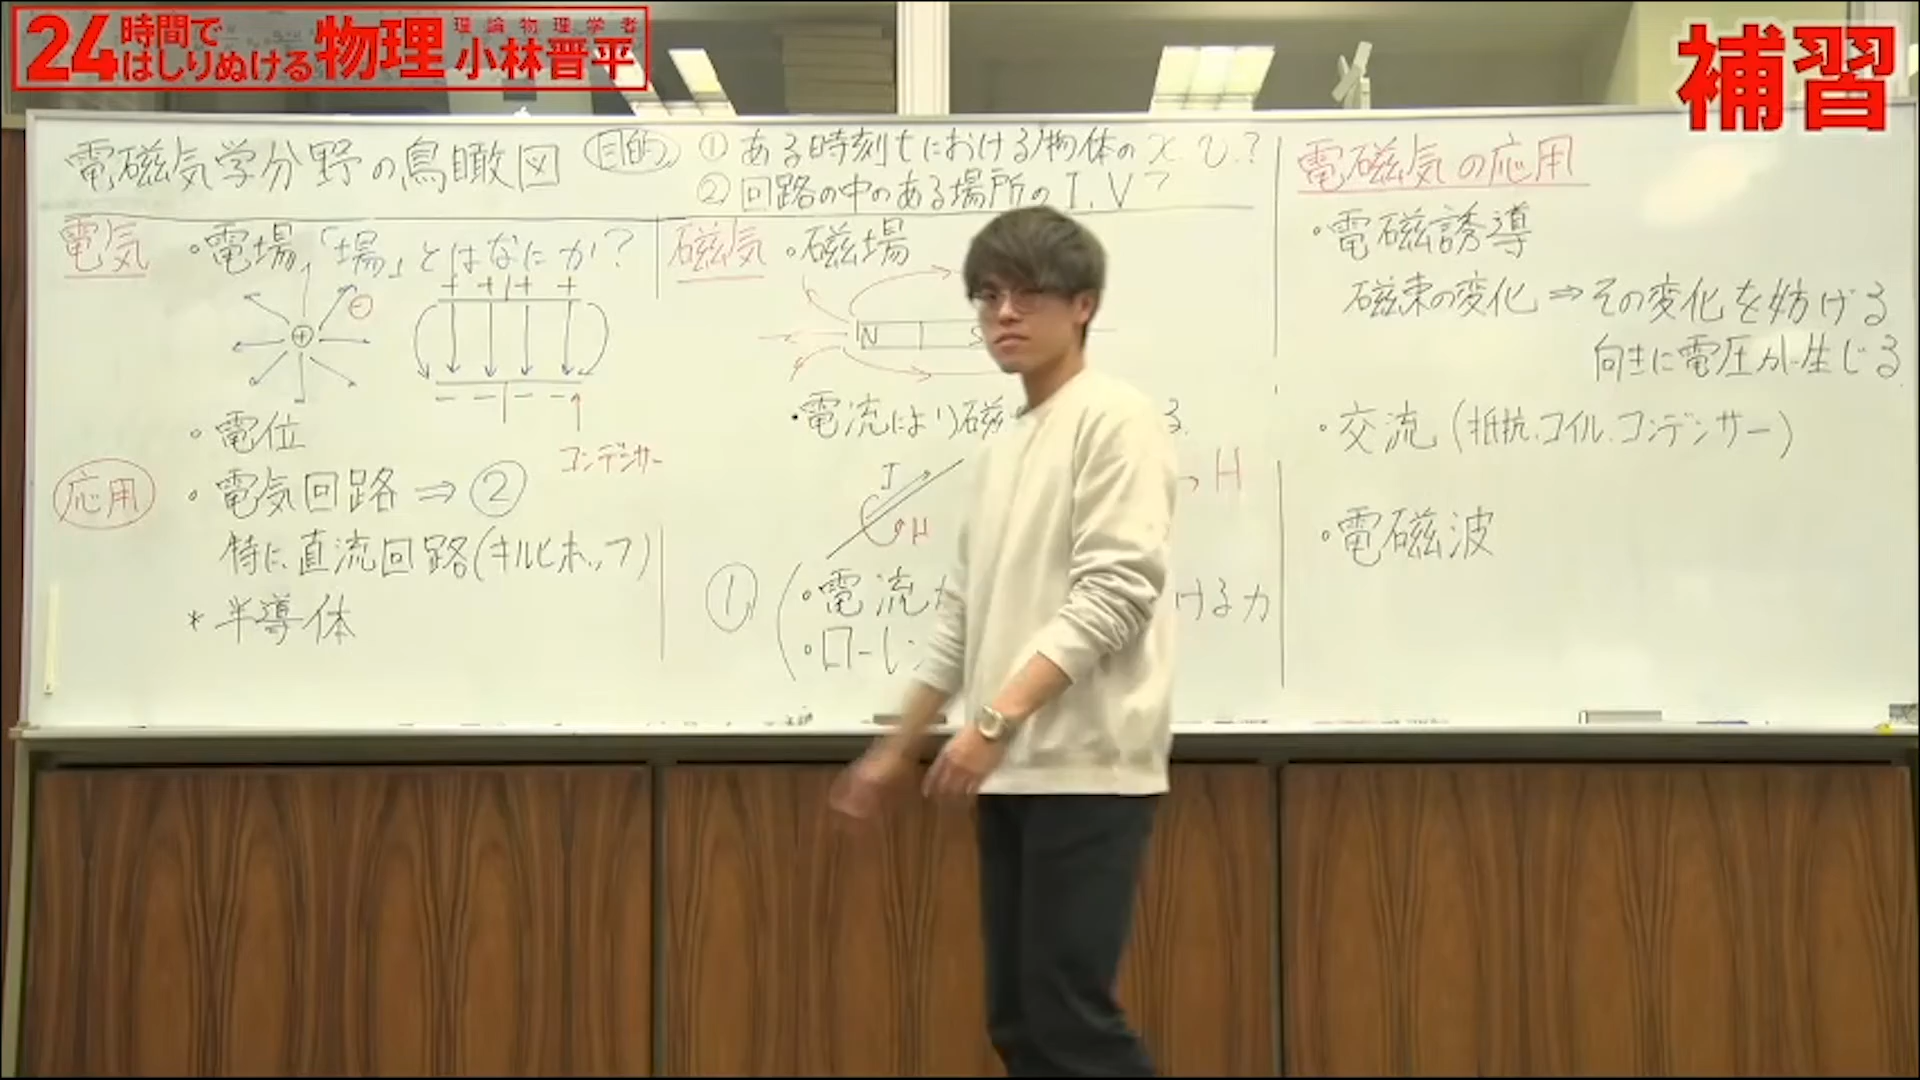 24時間で
はしりぬける物理
理論物理学者
小林晋平
補習
電磁気学分野の鳥瞰図
目的 ① ある時刻tにおける物体のx.v.?
② 回路の中のある場所のI.V?
電気
・電場「場」とはなにか?
+ + + +
⊖
+
- - - -
コンデンサー
・電位
応用
・電気回路⇒②
特に直流回路(キルヒホッフ)
*半導体
磁気
・磁場
N S
・電流により磁
る.
I
H
→H
①
・電流
ける力
・ローレン
電磁気の応用
・電磁誘導
磁束の変化⇒その変化を妨げる
向きに電圧が生じる.
・交流(抵抗.コイル.コンデンサー)
・電磁波